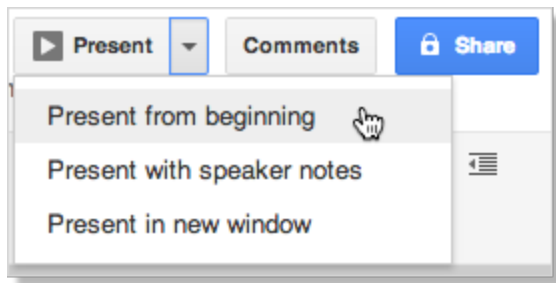 Present Comments Share
Present from beginning
Present with speaker notes
Present in new window